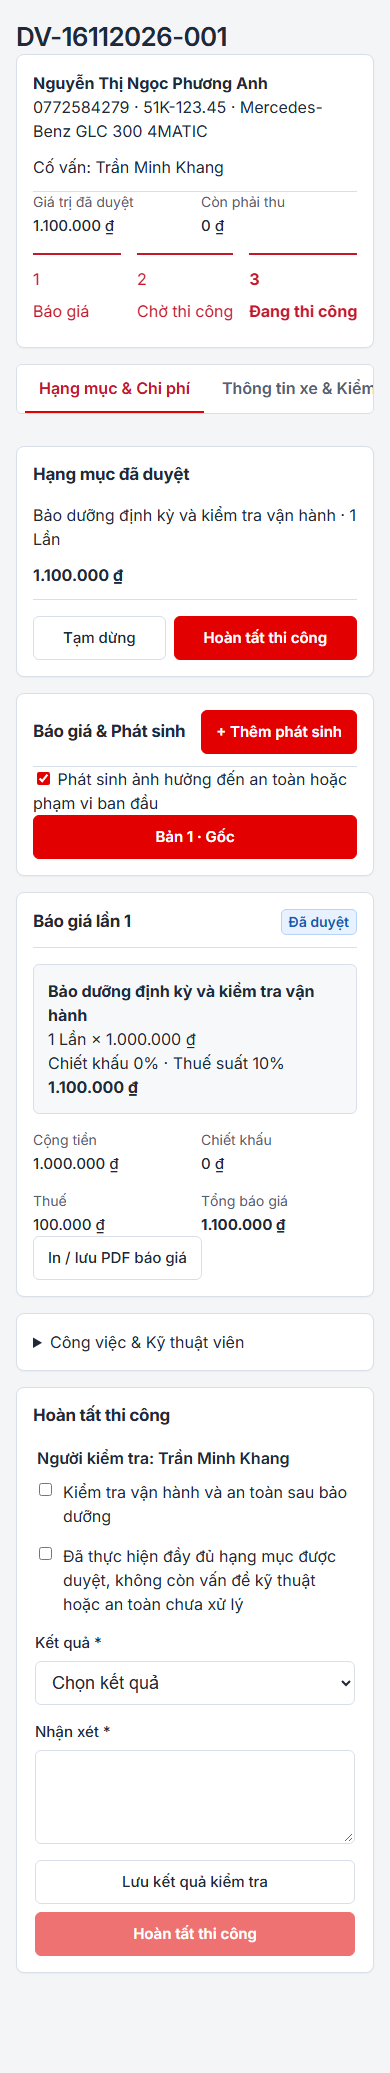 DV-16112026-001
Nguyễn Thị Ngọc Phương Anh
0772584279 · 51K-123.45 · Mercedes-
Benz GLC 300 4MATIC
Cố vấn: Trần Minh Khang
Giá trị đã duyệt
Còn phải thu
1.100.000 ₫
0 ₫
1
2
3
Báo giá
Chờ thi công
Đang thi công
Hạng mục & Chi phí
Thông tin xe & Kiểm
Hạng mục đã duyệt
Bảo dưỡng định kỳ và kiểm tra vận hành · 1
Lần
1.100.000 ₫
Tạm dừng
Hoàn tất thi công
Báo giá & Phát sinh
+ Thêm phát sinh
Phát sinh ảnh hưởng đến an toàn hoặc
phạm vi ban đầu
Bản 1 · Gốc
Báo giá lần 1
Đã duyệt
Bảo dưỡng định kỳ và kiểm tra vận
hành
1 Lần × 1.000.000 ₫
Chiết khấu 0% · Thuế suất 10%
1.100.000 ₫
Cộng tiền
Chiết khấu
1.000.000 ₫
0 ₫
Thuế
Tổng báo giá
100.000 ₫
1.100.000 ₫
In / lưu PDF báo giá
Công việc & Kỹ thuật viên
Hoàn tất thi công
Người kiểm tra: Trần Minh Khang
Kiểm tra vận hành và an toàn sau bảo
dưỡng
Đã thực hiện đầy đủ hạng mục được
duyệt, không còn vấn đề kỹ thuật
hoặc an toàn chưa xử lý
Kết quả *
Chọn kết quả
Nhận xét *
Lưu kết quả kiểm tra
Hoàn tất thi công